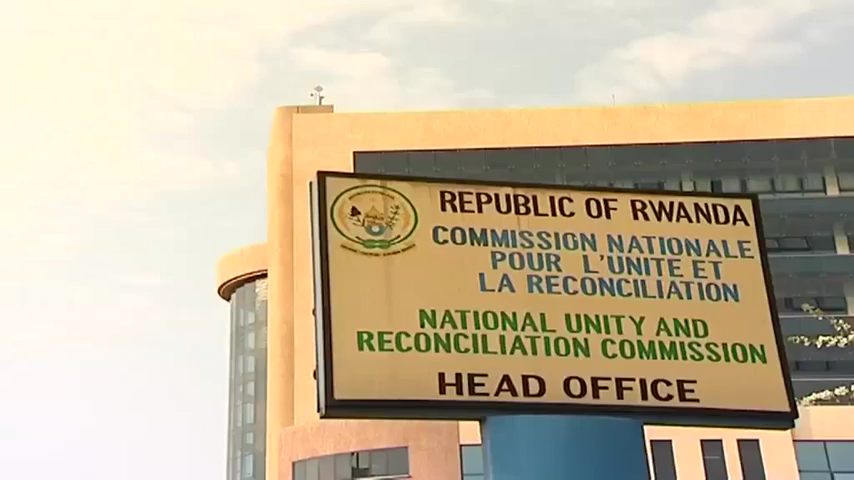 REPUBLIC OF RWANDA
COMMISSION NATIONALE
POUR L'UNITE ET
LA RECONCILIATION
NATIONAL UNITY AND
RECONCILIATION COMMISSION
HEAD OFFICE